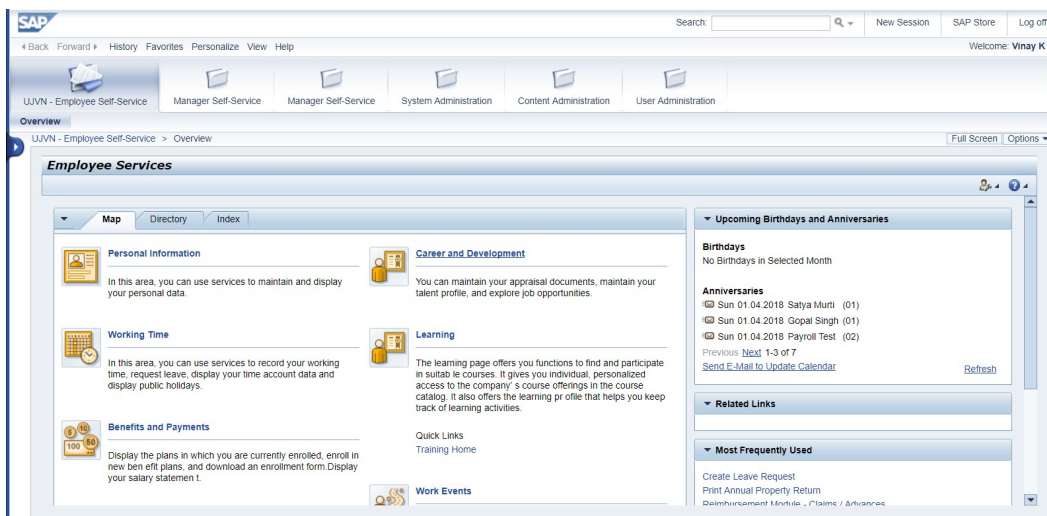 SAP
Search:
New Session
SAP Store
Log off
Back Forward History Favorites Personalize View Help
Welcome: Vinay K
UJVN - Employee Self-Service
Manager Self-Service
Manager Self-Service
System Administration
Content Administration
User Administration
Overview
UJVN - Employee Self-Service > Overview
Full Screen
Options
Employee Services
Map
Directory
Index
Personal Information
In this area, you can use services to maintain and display
your personal data.
Working Time
In this area, you can use services to record your working
time, request leave, display your time account data and
display public holidays.
Benefits and Payments
Display the plans in which you are currently enrolled, enroll in
new ben efit plans, and download an enrollment form.Display
your salary statemen t.
Career and Development
You can maintain your appraisal documents, maintain your
talent profile, and explore job opportunities.
Learning
The learning page offers you functions to find and participate
in suitab le courses. It gives you individual, personalized
access to the company' s course offerings in the course
catalog. It also offers the learning pr ofile that helps you keep
track of learning activities.
Quick Links
Training Home
Work Events
Upcoming Birthdays and Anniversaries
Birthdays
No Birthdays in Selected Month
Anniversaries
Sun 01.04.2018 Satya Murti (01)
Sun 01.04.2018 Gopal Singh (01)
Sun 01.04.2018 Payroll Test (02)
Previous Next 1-3 of 7
Send E-Mail to Update Calendar
Refresh
Related Links
Most Frequently Used
Create Leave Request
Print Annual Property Return
Reimbursement Module - Claims / Advances